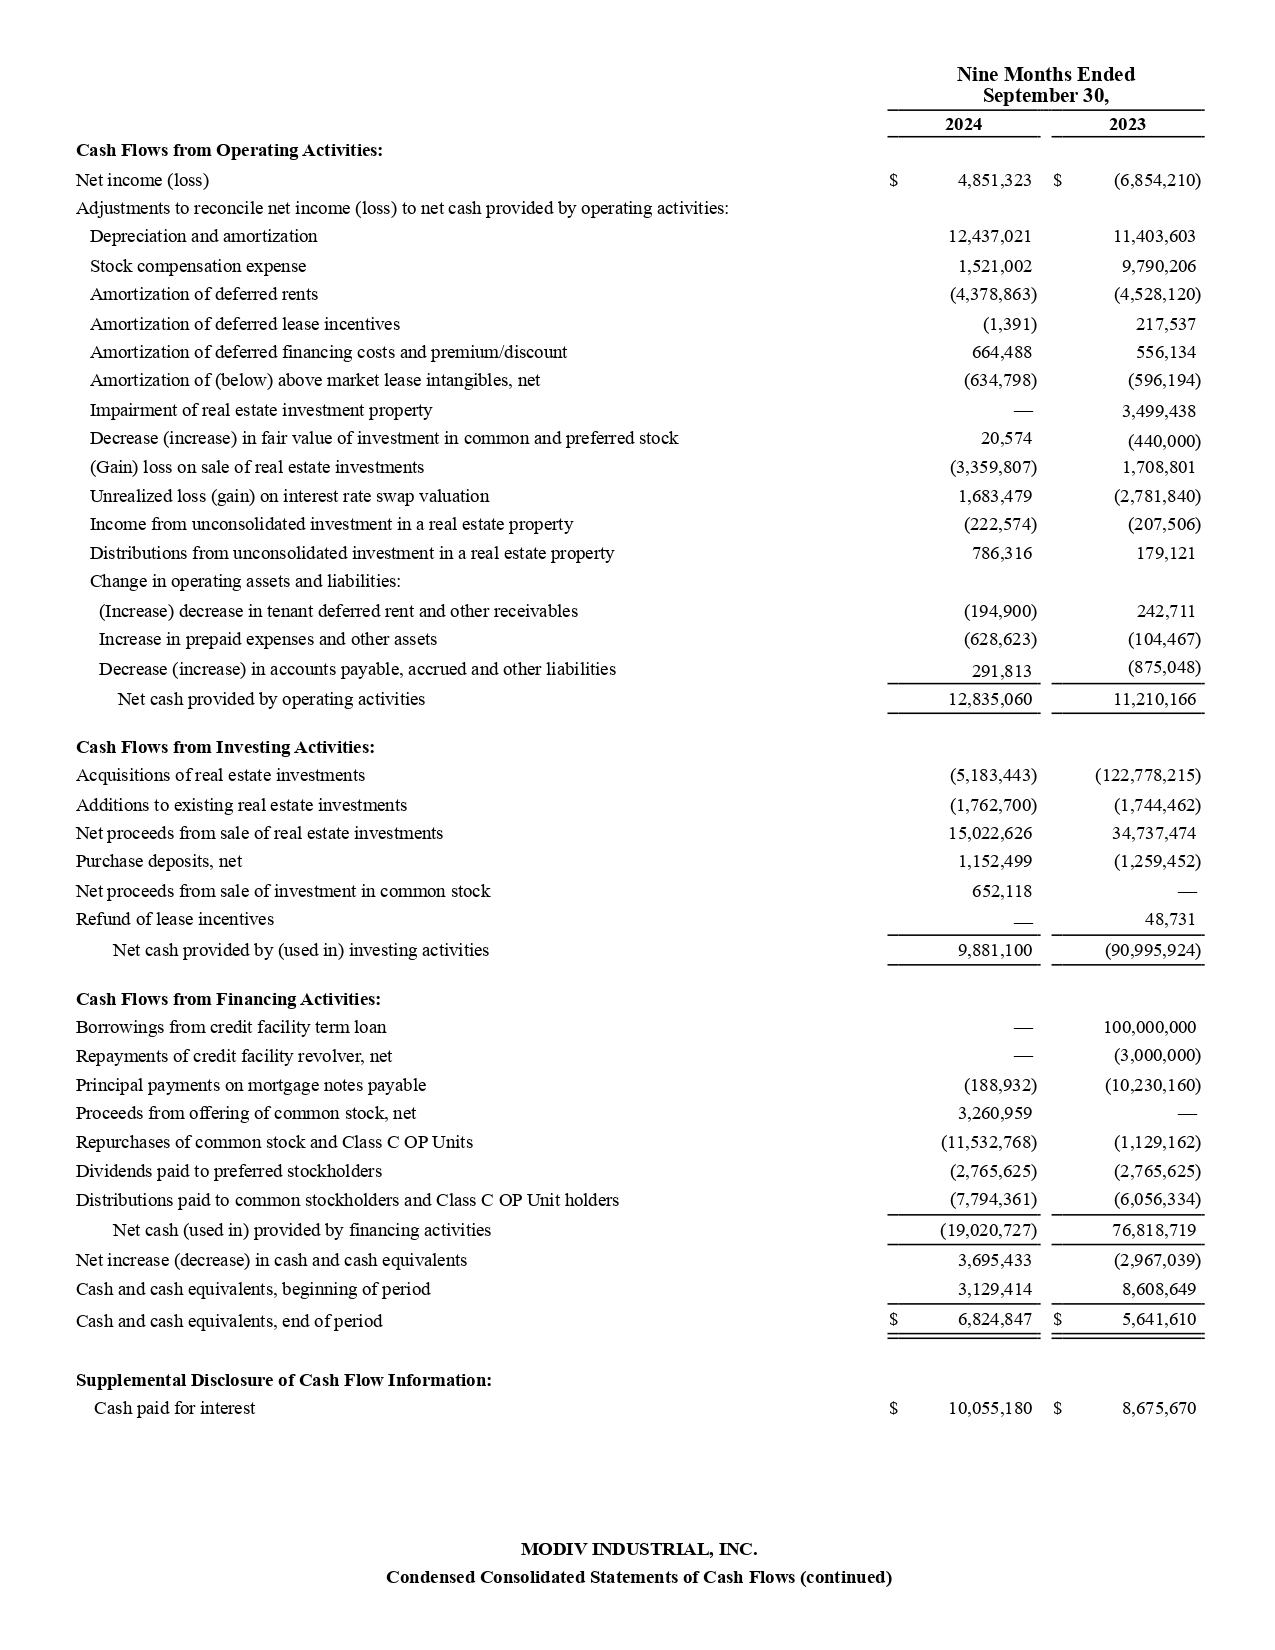 Nine Months Ended
September 30,
2024 2023
Cash Flows from Operating Activities:
Net income (loss) $ 4,851,323 $ (6,854,210)
Adjustments to reconcile net income (loss) to net cash provided by operating activities:
Depreciation and amortization 12,437,021 11,403,603
Stock compensation expense 1,521,002 9,790,206
Amortization of deferred rents (4,378,863) (4,528,120)
Amortization of deferred lease incentives (1,391) 217,537
Amortization of deferred financing costs and premium/discount 664,488 556,134
Amortization of (below) above market lease intangibles, net (634,798) (596,194)
Impairment of real estate investment property — 3,499,438
Decrease (increase) in fair value of investment in common and preferred stock 20,574 (440,000)
(Gain) loss on sale of real estate investments (3,359,807) 1,708,801
Unrealized loss (gain) on interest rate swap valuation 1,683,479 (2,781,840)
Income from unconsolidated investment in a real estate property (222,574) (207,506)
Distributions from unconsolidated investment in a real estate property 786,316 179,121
Change in operating assets and liabilities:
(Increase) decrease in tenant deferred rent and other receivables (194,900) 242,711
Increase in prepaid expenses and other assets (628,623) (104,467)
Decrease (increase) in accounts payable, accrued and other liabilities 291,813 (875,048)
Net cash provided by operating activities 12,835,060 11,210,166
Cash Flows from Investing Activities:
Acquisitions of real estate investments (5,183,443) (122,778,215)
Additions to existing real estate investments (1,762,700) (1,744,462)
Net proceeds from sale of real estate investments 15,022,626 34,737,474
Purchase deposits, net 1,152,499 (1,259,452)
Net proceeds from sale of investment in common stock 652,118 —
Refund of lease incentives — 48,731
Net cash provided by (used in) investing activities 9,881,100 (90,995,924)
Cash Flows from Financing Activities:
Borrowings from credit facility term loan — 100,000,000
Repayments of credit facility revolver, net — (3,000,000)
Principal payments on mortgage notes payable (188,932) (10,230,160)
Proceeds from offering of common stock, net 3,260,959 —
Repurchases of common stock and Class C OP Units (11,532,768) (1,129,162)
Dividends paid to preferred stockholders (2,765,625) (2,765,625)
Distributions paid to common stockholders and Class C OP Unit holders (7,794,361) (6,056,334)
Net cash (used in) provided by financing activities (19,020,727) 76,818,719
Net increase (decrease) in cash and cash equivalents 3,695,433 (2,967,039)
Cash and cash equivalents, beginning of period 3,129,414 8,608,649
Cash and cash equivalents, end of period $ 6,824,847 $ 5,641,610
Supplemental Disclosure of Cash Flow Information:
Cash paid for interest $ 10,055,180 $ 8,675,670
MODIV INDUSTRIAL, INC.
Condensed Consolidated Statements of Cash Flows (continued)